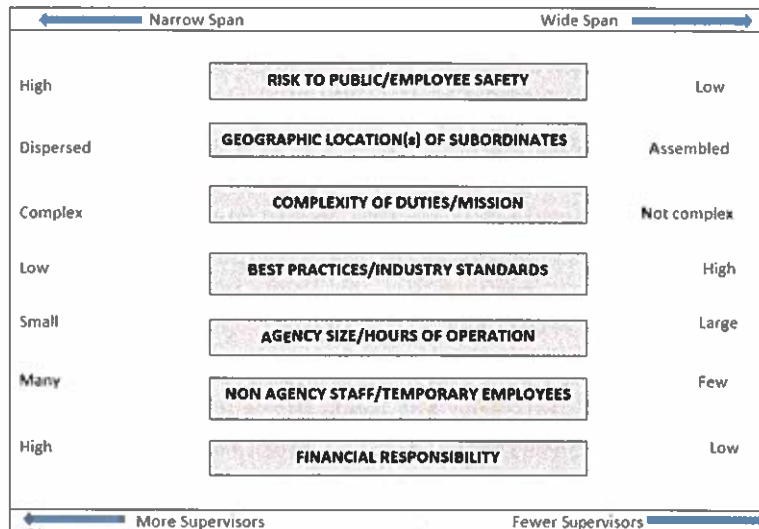 Narrow Span Wide Span
High RISK TO PUBLIC/EMPLOYEE SAFETY Low
Dispersed GEOGRAPHIC LOCATION(s) OF SUBORDINATES Assembled
Complex COMPLEXITY OF DUTIES/MISSION Not complex
Low BEST PRACTICES/INDUSTRY STANDARDS High
Small AGENCY SIZE/HOURS OF OPERATION Large
Many NON AGENCY STAFF/TEMPORARY EMPLOYEES Few
High FINANCIAL RESPONSIBILITY Low
More Supervisors Fewer Supervisors